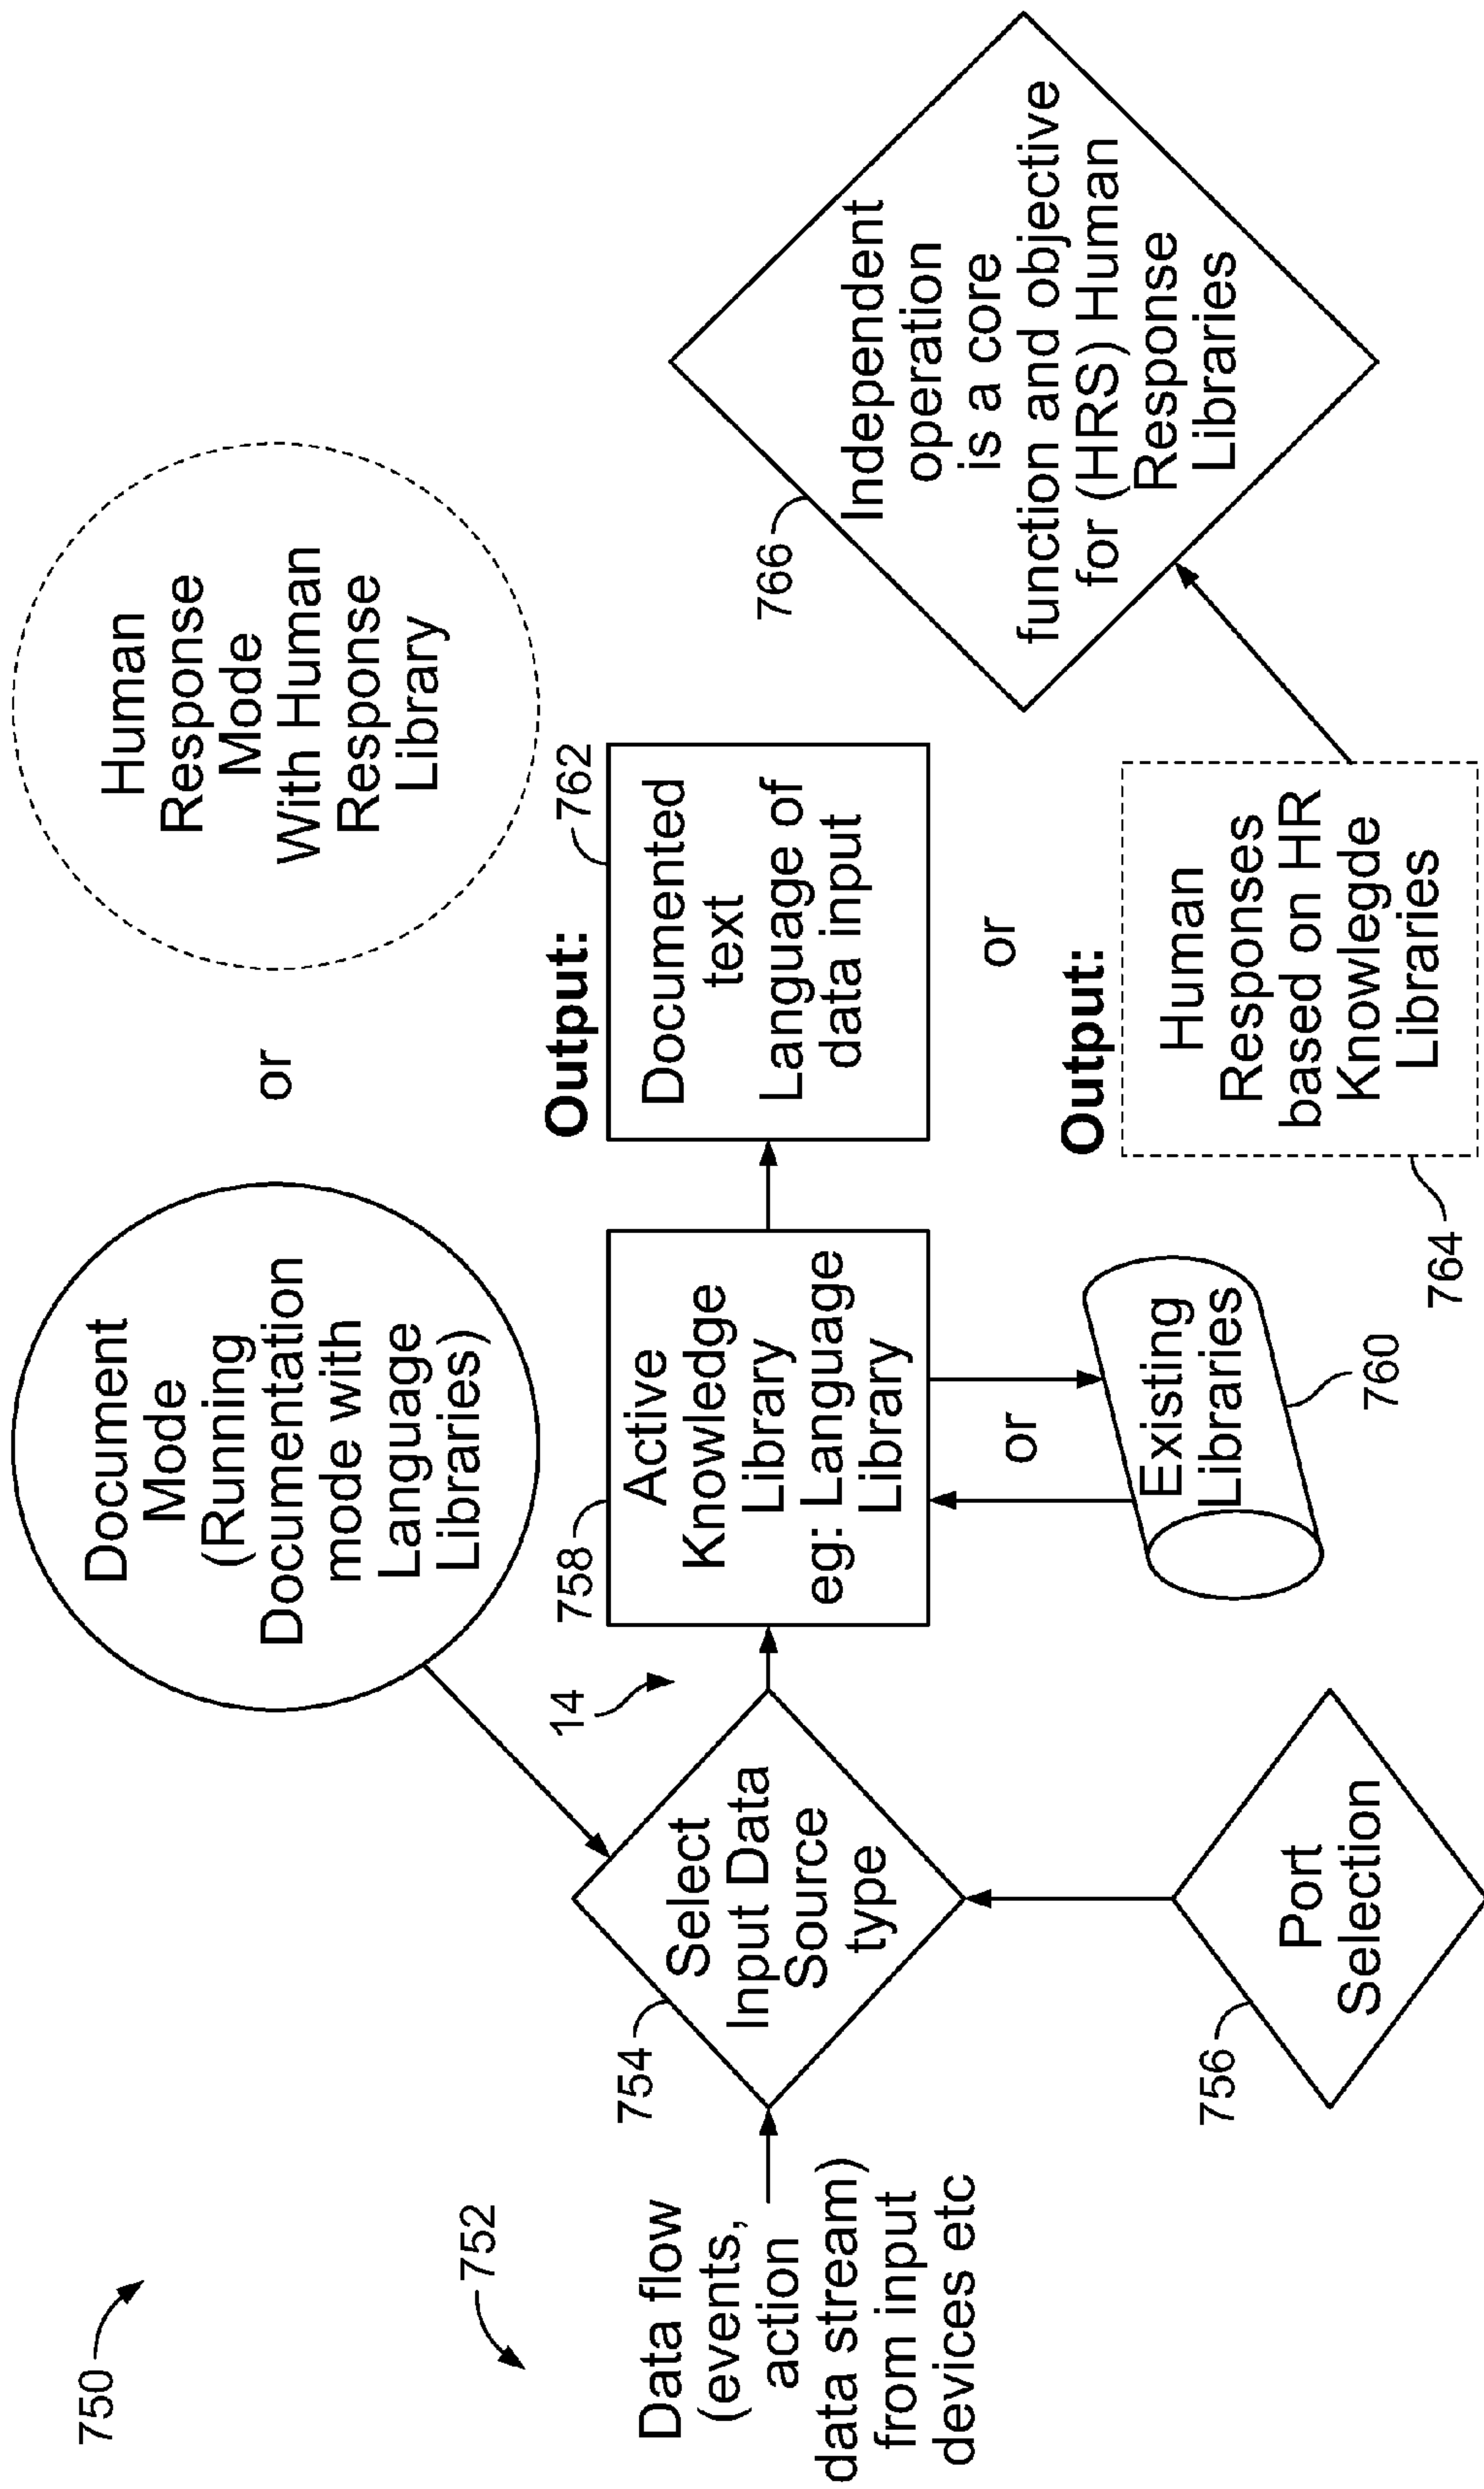 750
752
Document
Mode
(Running
Documentation
mode with
Language
Libraries)
or
Human
Response
Mode
With Human
Response
Library
Data flow
(events,
action
data stream)
from input
devices etc
754
Select
Input Data
Source
type
14
758
Active
Knowledge
Library
eg: Language
Library
Output:
762
Documented
text
Language of
data input
766
Independent
operation
is a core
function and objective
for (HRS) Human
Response
Libraries
or
or
756
Port
Selection
Existing
Libraries
760
Output:
Human
Responses
based on HR
Knowlegde
Libraries
764